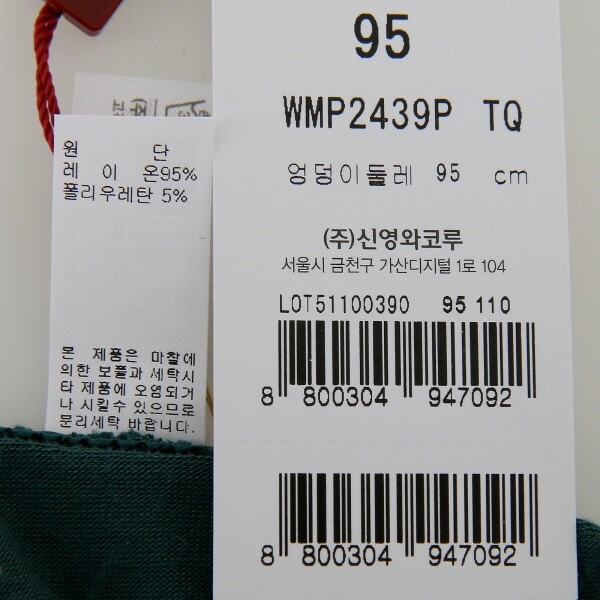 95
WMP2439P TQ
엉덩이둘레 95 cm
(주)신영와코루
서울시 금천구 가산디지털 1로 104
LOT51100390 95 110
8 800304 947092
8 800304 947092
원 단
레 이 온95%
폴리우레탄 5%
본 제품은 마찰에
의한 보풀과 세탁시
타 제품에 오염되거
나 시킬수 있으므로
분리세탁 바랍니다.